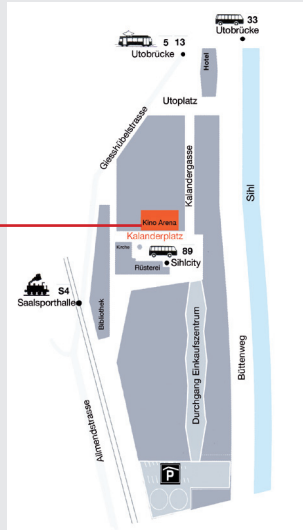 33
Utobrücke
5 13
Utobrücke
Hotel
Utoplatz
Giesshübelstrasse
Kalandergasse
Sihl
Kino Arena
Kalanderplatz
Kirche
89
Sihlcity
Rüsterei
S4
Saalsporthalle
Bibliothek
Durchgang Einkaufszentrum
Büttenweg
Allmendstrasse
P